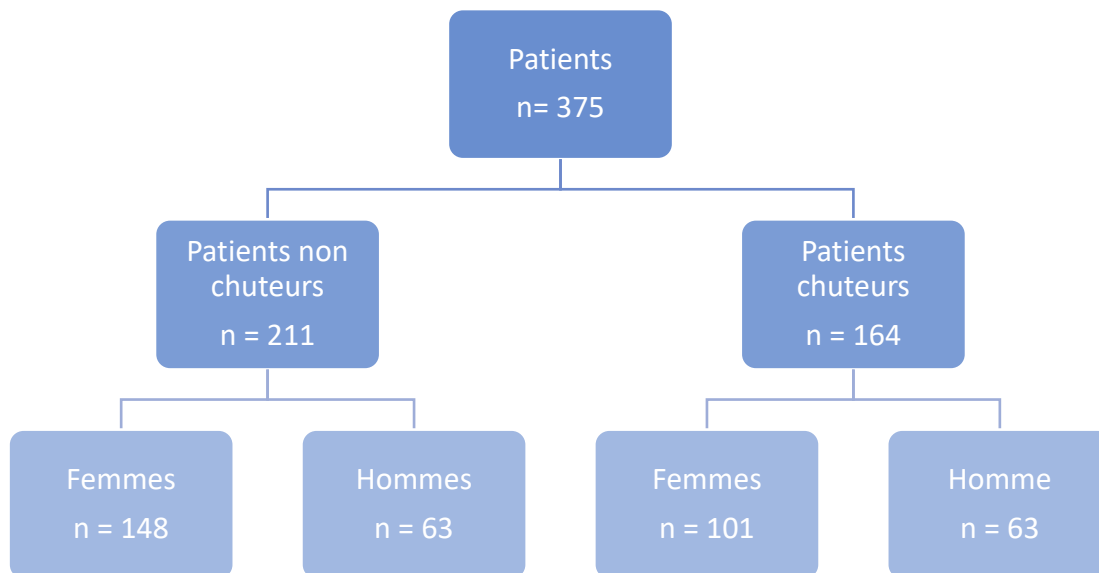 Patients
n= 375
Patients non
chuteurs
n = 211
Patients
chuteurs
n = 164
Femmes
n = 148
Hommes
n = 63
Femmes
n = 101
Homme
n = 63